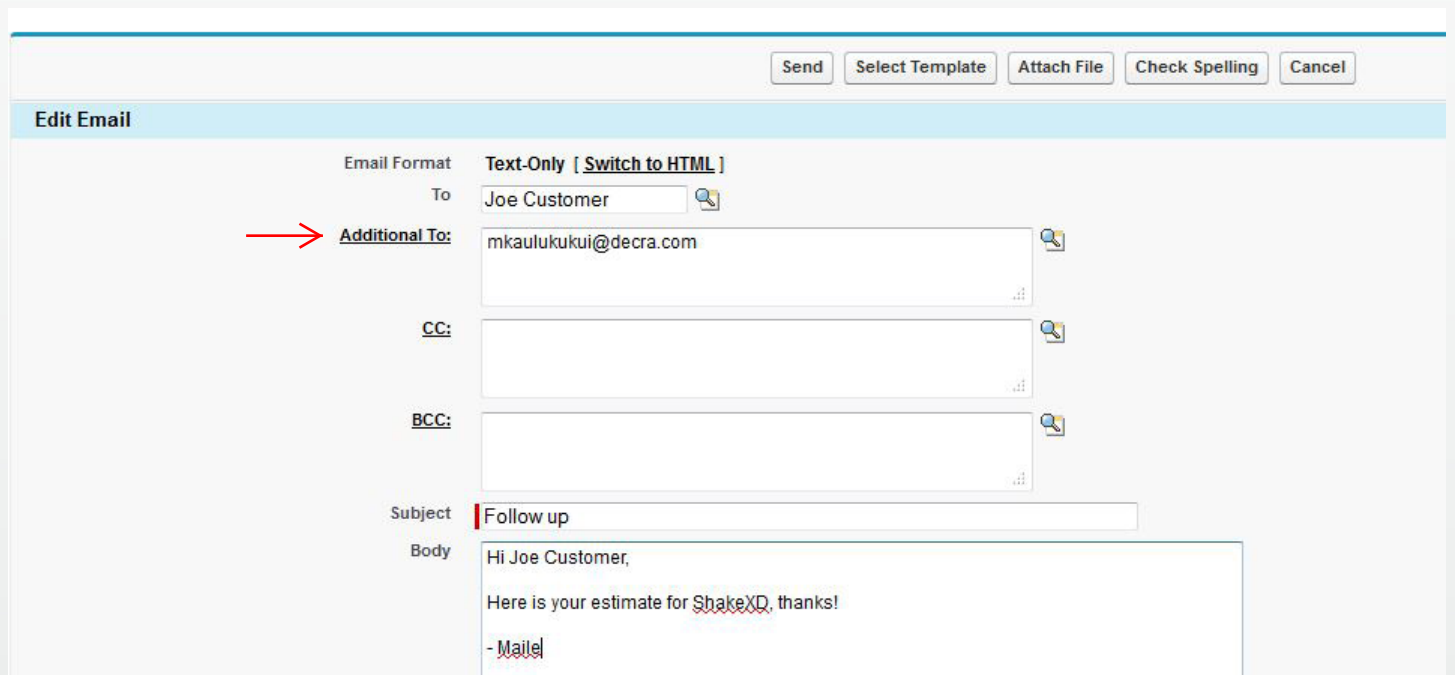 Send Select Template Attach File Check Spelling Cancel
Edit Email
Email Format Text-Only [ Switch to HTML ]
To Joe Customer
Additional To: mkaulukukui@decra.com
CC:
BCC:
Subject Follow up
Body Hi Joe Customer,
Here is your estimate for ShakeXD, thanks!
- Maile